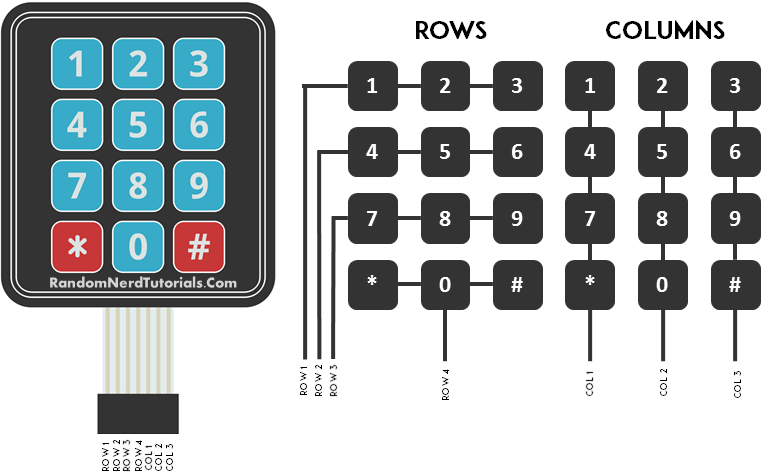 1 2 3
4 5 6
7 8 9
* 0 #
RandomNerdTutorials.Com
ROW 1
ROW 2
ROW 3
ROW 4
COL 1
COL 2
COL 3
ROWS
1 2 3
4 5 6
7 8 9
* 0 #
ROW 1
ROW 2
ROW 3
ROW 4
COLUMNS
1 2 3
4 5 6
7 8 9
* 0 #
COL 1
COL 2
COL 3